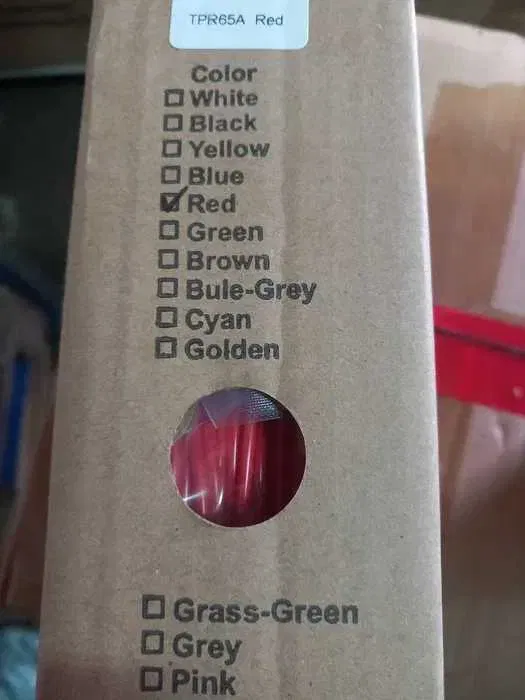 TPR65A Red
Color
☐ White
☐ Black
☐ Yellow
☐ Blue
☑ Red
☐ Green
☐ Brown
☐ Bule-Grey
☐ Cyan
☐ Golden
☐ Grass-Green
☐ Grey
☐ Pink